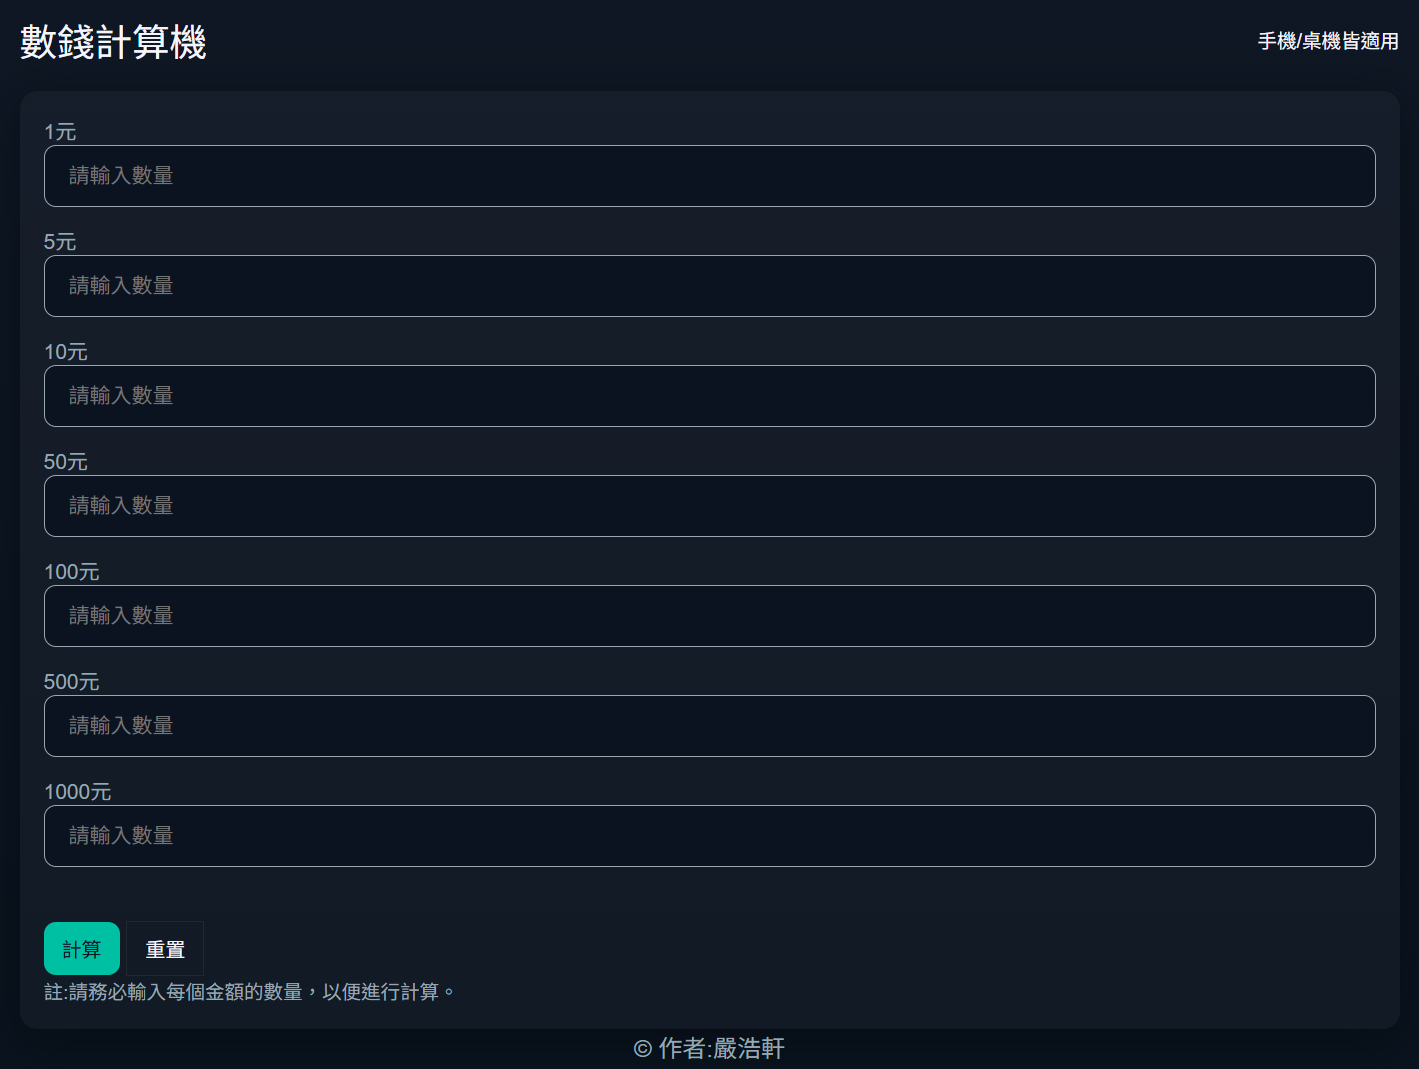 數錢計算機
手機/桌機皆適用
1元
請輸入數量
5元
請輸入數量
10元
請輸入數量
50元
請輸入數量
100元
請輸入數量
500元
請輸入數量
1000元
請輸入數量
計算 重置
註:請務必輸入每個金額的數量，以便進行計算。
© 作者:嚴浩軒